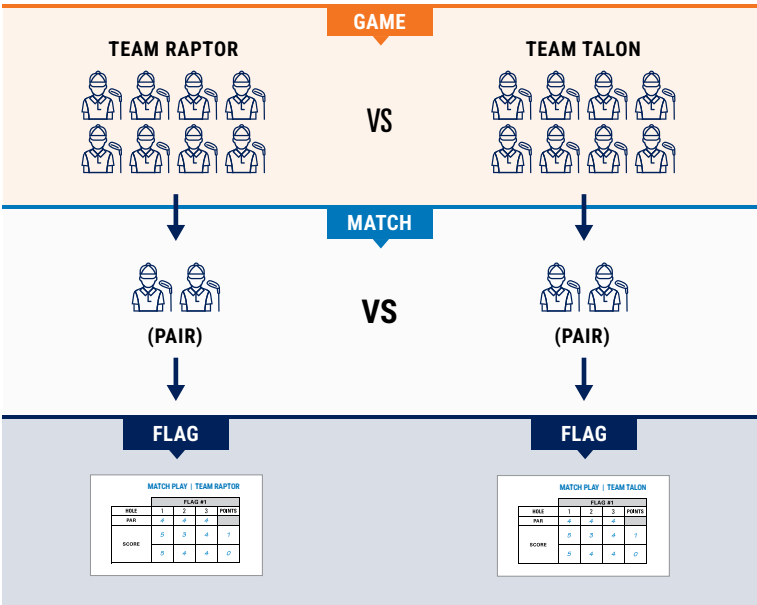 GAME
TEAM RAPTOR
TEAM TALON
VS
MATCH
VS
(PAIR)
(PAIR)
FLAG
FLAG
MATCH PLAY | TEAM RAPTOR
FLAG #1
HOLE 1 2 3 POINTS
PAR 4 4 4
SCORE
5 3 4 1
5 4 4 0
MATCH PLAY | TEAM TALON
FLAG #1
HOLE 1 2 3 POINTS
PAR 4 4 4
SCORE
5 3 4 1
5 4 4 0